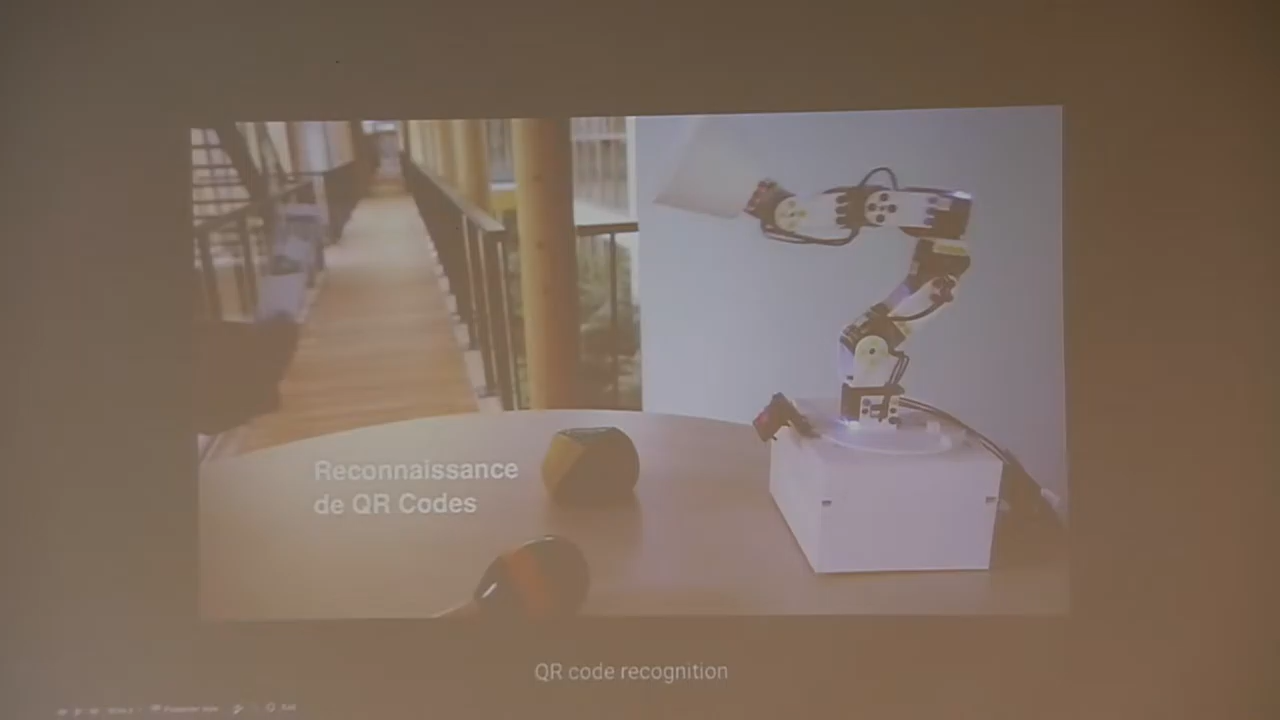 Reconnaissance
de QR Codes
QR code recognition